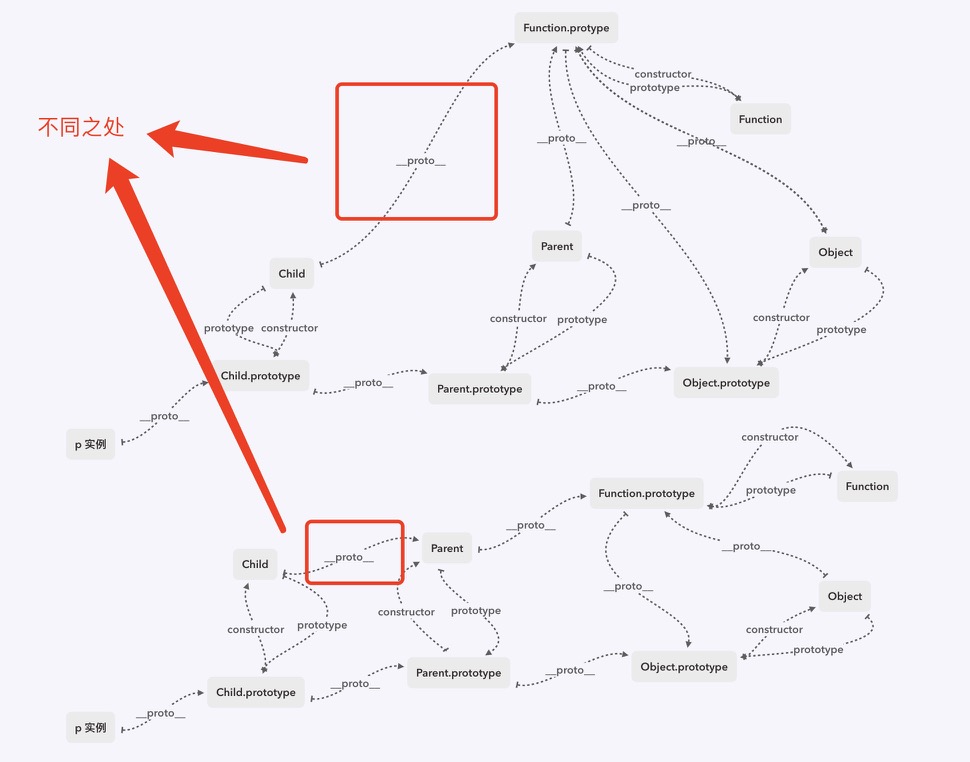 Function.protype
constructor
prototype
Function
不同之处
__proto__
__proto__
__proto__
__proto__
Parent
Object
Child
prototype
constructor
constructor
prototype
constructor
prototype
Child.prototype
__proto__
Parent.prototype
__proto__
Object.prototype
__proto__
p 实例
constructor
Function.prototype
prototype
Function
__proto__
Child
__proto__
Parent
__proto__
__proto__
Object
constructor
prototype
constructor
prototype
constructor
prototype
Child.prototype
__proto__
Parent.prototype
__proto__
Object.prototype
__proto__
p 实例